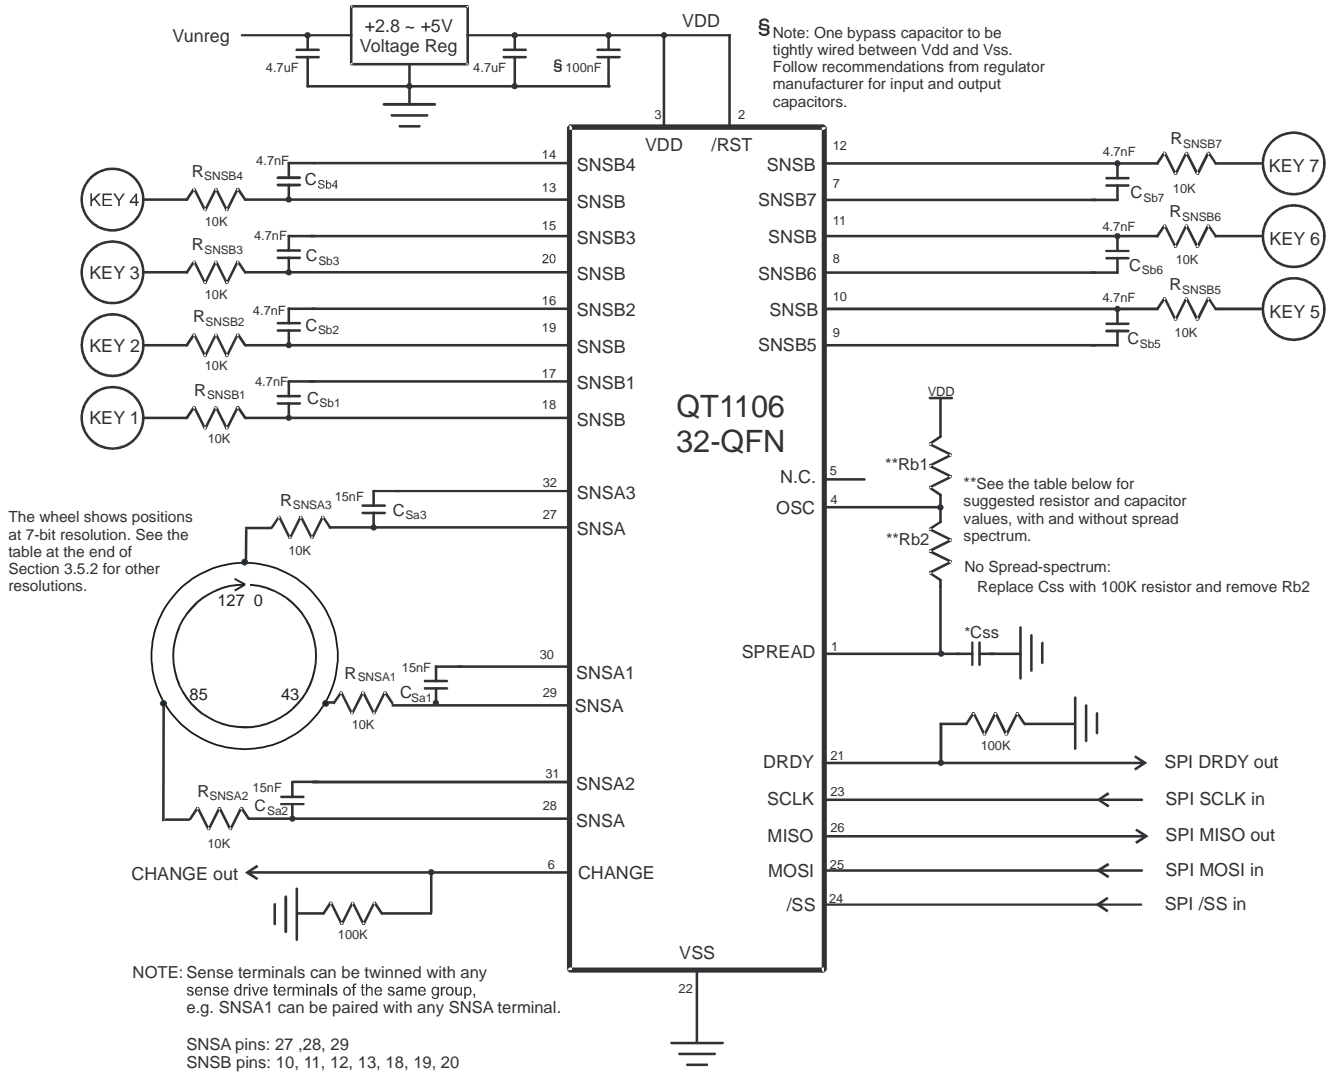 Vunreg
+2.8 ~ +5V
Voltage Reg
VDD
4.7uF
4.7uF
§ 100nF
§ Note: One bypass capacitor to be
tightly wired between Vdd and Vss.
Follow recommendations from regulator
manufacturer for input and output
capacitors.
3
2
VDD
/RST
KEY 4
RSNSB4
10K
4.7nF
CSb4
14
SNSB4
13
SNSB
KEY 3
RSNSB3
10K
4.7nF
CSb3
15
SNSB3
20
SNSB
KEY 2
RSNSB2
10K
4.7nF
CSb2
16
SNSB2
19
SNSB
KEY 1
RSNSB1
10K
4.7nF
CSb1
17
SNSB1
18
SNSB
SNSB
12
SNSB7
7
4.7nF
CSb7
RSNSB7
10K
KEY 7
SNSB
11
SNSB6
8
4.7nF
CSb6
RSNSB6
10K
KEY 6
SNSB
10
SNSB5
9
4.7nF
CSb5
RSNSB5
10K
KEY 5
QT1106
32-QFN
The wheel shows positions
at 7-bit resolution. See the
table at the end of
Section 3.5.2 for other
resolutions.
RSNSA3
10K
15nF
CSa3
32
SNSA3
27
SNSA
127 0
85
43
RSNSA1
10K
15nF
CSa1
30
SNSA1
29
SNSA
RSNSA2
10K
15nF
CSa2
31
SNSA2
28
SNSA
N.C.
5
OSC
4
VDD
**Rb1
**Rb2
**See the table below for
suggested resistor and capacitor
values, with and without spread
spectrum.
No Spread-spectrum:
Replace Css with 100K resistor and remove Rb2
SPREAD
1
*Css
100K
DRDY
21
SPI DRDY out
SCLK
23
SPI SCLK in
MISO
26
SPI MISO out
MOSI
25
SPI MOSI in
/SS
24
SPI /SS in
CHANGE out
6
CHANGE
100K
VSS
22
NOTE: Sense terminals can be twinned with any
sense drive terminals of the same group,
e.g. SNSA1 can be paired with any SNSA terminal.
SNSA pins: 27 ,28, 29
SNSB pins: 10, 11, 12, 13, 18, 19, 20